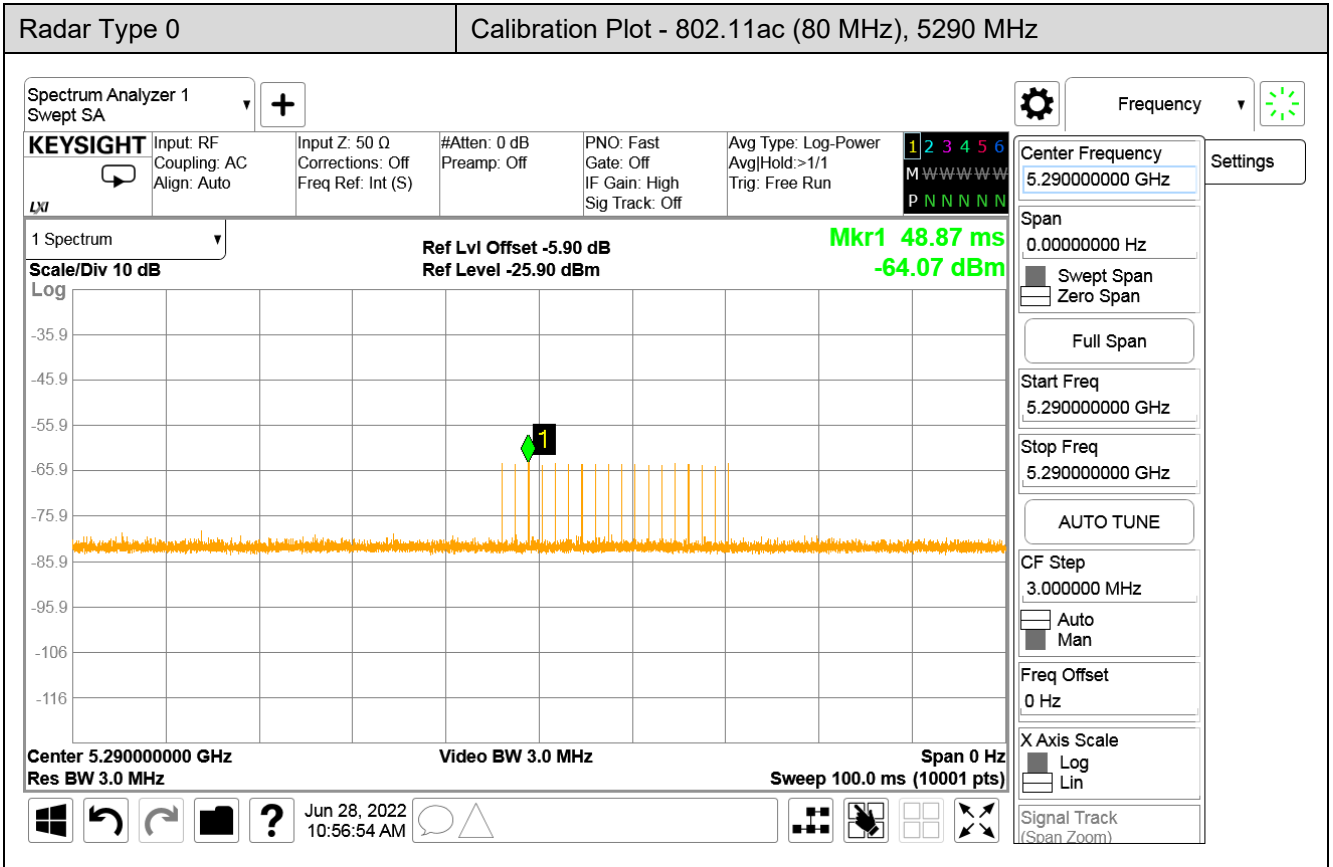 Radar Type 0
Calibration Plot - 802.11ac (80 MHz), 5290 MHz
Spectrum Analyzer 1
Swept SA
Frequency
KEYSIGHT
LXI
Input: RF
Coupling: AC
Align: Auto
Input Z: 50 Ω
Corrections: Off
Freq Ref: Int (S)
#Atten: 0 dB
Preamp: Off
PNO: Fast
Gate: Off
IF Gain: High
Sig Track: Off
Avg Type: Log-Power
Avg|Hold:>1/1
Trig: Free Run
1 2 3 4 5 6
M W W W W W
P N N N N N
1 Spectrum
Scale/Div 10 dB
Ref Lvl Offset -5.90 dB
Ref Level -25.90 dBm
Mkr1 48.87 ms
-64.07 dBm
Log
-35.9
-45.9
-55.9
-65.9
-75.9
-85.9
-95.9
-106
-116
1
Center 5.290000000 GHz
Res BW 3.0 MHz
Video BW 3.0 MHz
Span 0 Hz
Sweep 100.0 ms (10001 pts)
Center Frequency
5.290000000 GHz
Settings
Span
0.00000000 Hz
Swept Span
Zero Span
Full Span
Start Freq
5.290000000 GHz
Stop Freq
5.290000000 GHz
AUTO TUNE
CF Step
3.000000 MHz
Auto
Man
Freq Offset
0 Hz
X Axis Scale
Log
Lin
Signal Track
(Span Zoom)
?
Jun 28, 2022
10:56:54 AM